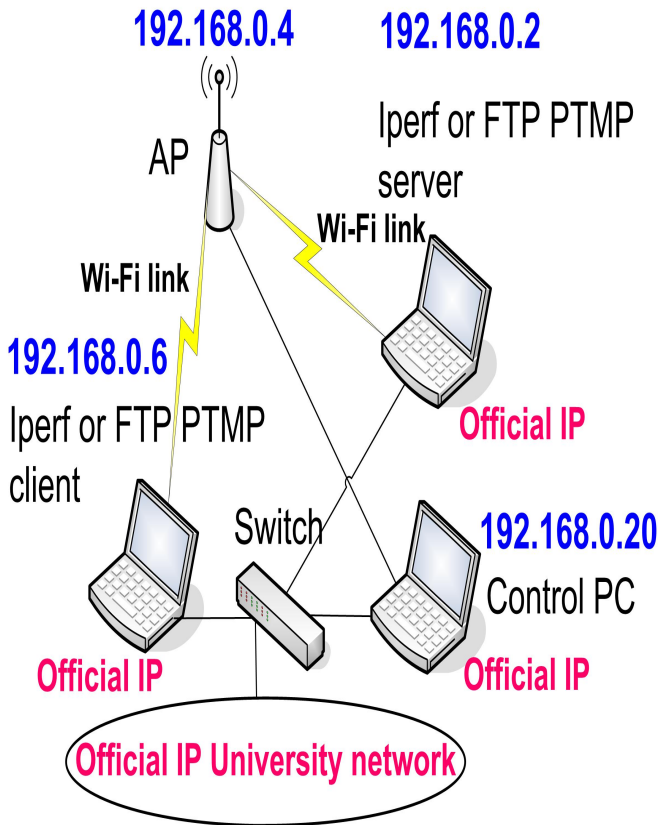 192.168.0.4
192.168.0.2
Iperf or FTP PTMP
server
AP
Wi-Fi link
Wi-Fi link
192.168.0.6
Iperf or FTP PTMP
client
Official IP
Switch
192.168.0.20
Control PC
Official IP
Official IP
Official IP University network